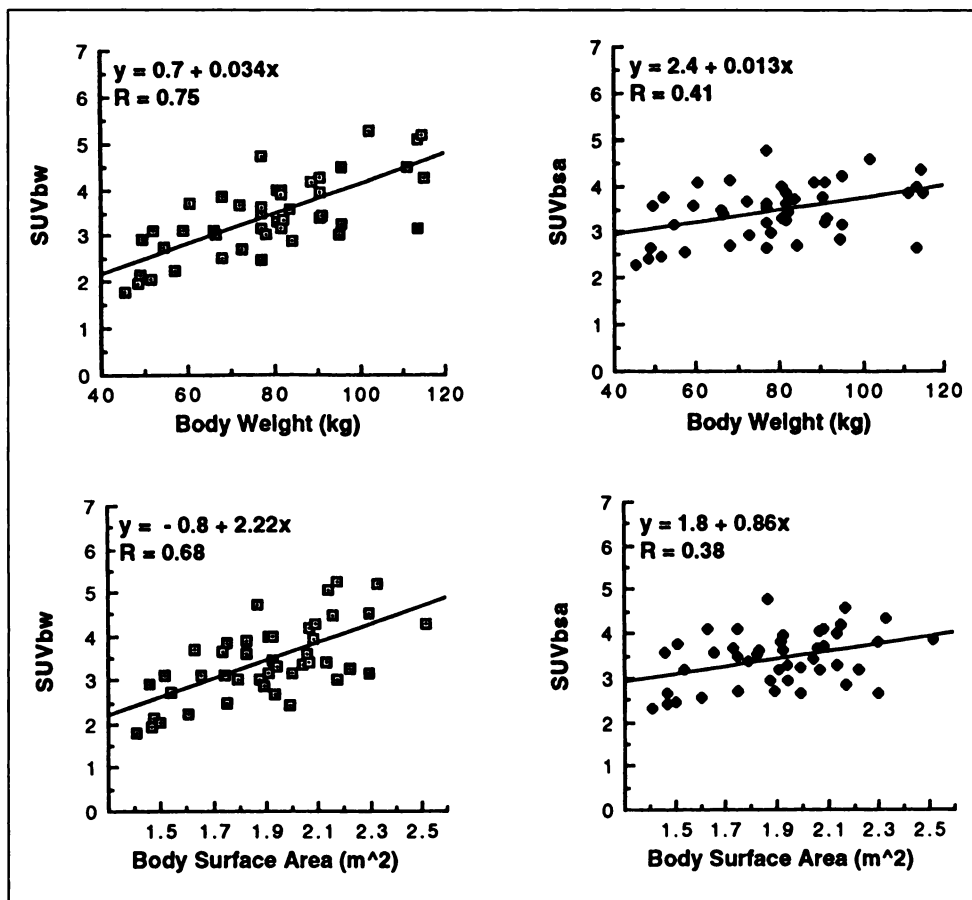 y = 0.7 + 0.034x
R = 0.75
SUVbw
7
6
5
4
3
2
1
0
40 60 80 100 120
Body Weight (kg)
y = 2.4 + 0.013x
R = 0.41
SUVbsa
7
6
5
4
3
2
1
0
40 60 80 100 120
Body Weight (kg)
y = - 0.8 + 2.22x
R = 0.68
SUVbw
7
6
5
4
3
2
1
0
1.5 1.7 1.9 2.1 2.3 2.5
Body Surface Area (m^2)
y = 1.8 + 0.86x
R = 0.38
SUVbsa
7
6
5
4
3
2
1
0
1.5 1.7 1.9 2.1 2.3 2.5
Body Surface Area (m^2)